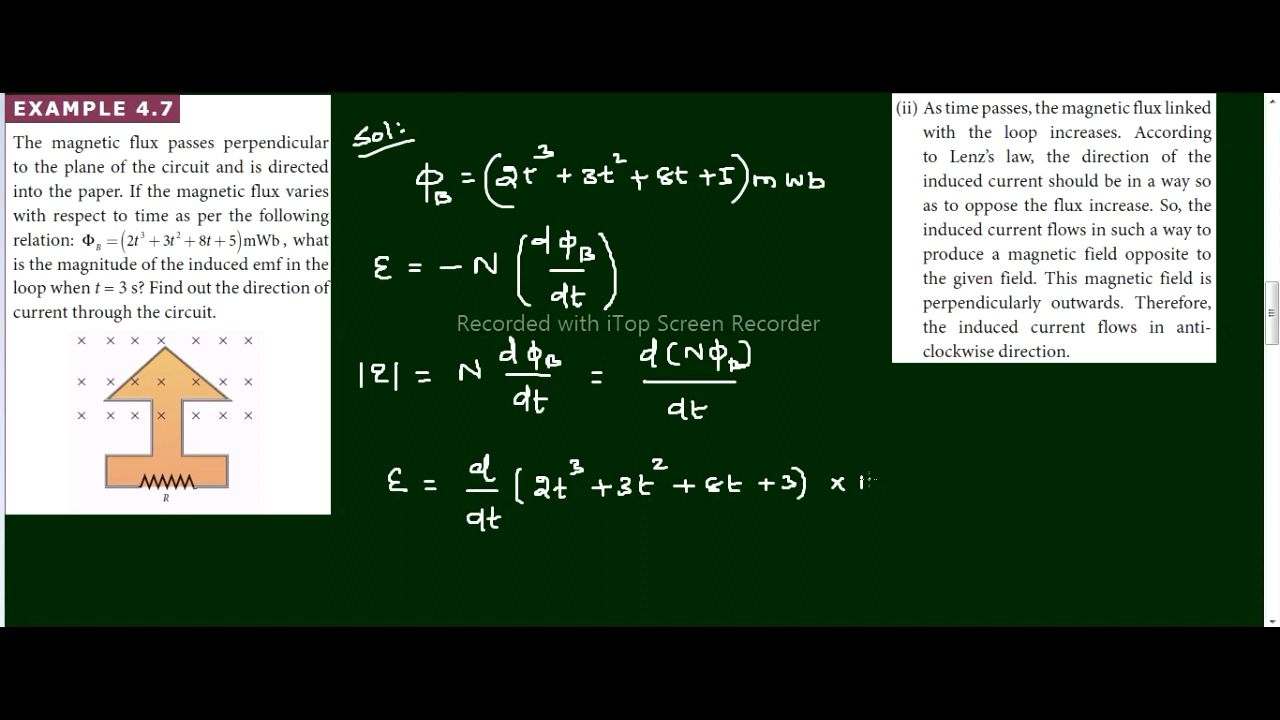 EXAMPLE 4.7
The magnetic flux passes perpendicular
to the plane of the circuit and is directed
into the paper. If the magnetic flux varies
with respect to time as per the following
relation: Φ_B = (2t³ + 3t² + 8t + 5) mWb, what
is the magnitude of the induced emf in the
loop when t = 3 s? Find out the direction of
current through the circuit.
× × × × × × ×
× × × × × × ×
× × × × × × ×
R
Sol:
ϕ_B = (2t³ + 3t² + 8t + 5) m wb
ε = - N (dϕ_B/dt)
Recorded with iTop Screen Recorder
|ε| = N dϕ_B/dt = d(Nϕ_B)/dt
ε = d/dt (2t³ + 3t² + 8t + 3) ×
(ii) As time passes, the magnetic flux linked
with the loop increases. According
to Lenz's law, the direction of the
induced current should be in a way so
as to oppose the flux increase. So, the
induced current flows in such a way to
produce a magnetic field opposite to
the given field. This magnetic field is
perpendicularly outwards. Therefore,
the induced current flows in anti-
clockwise direction.